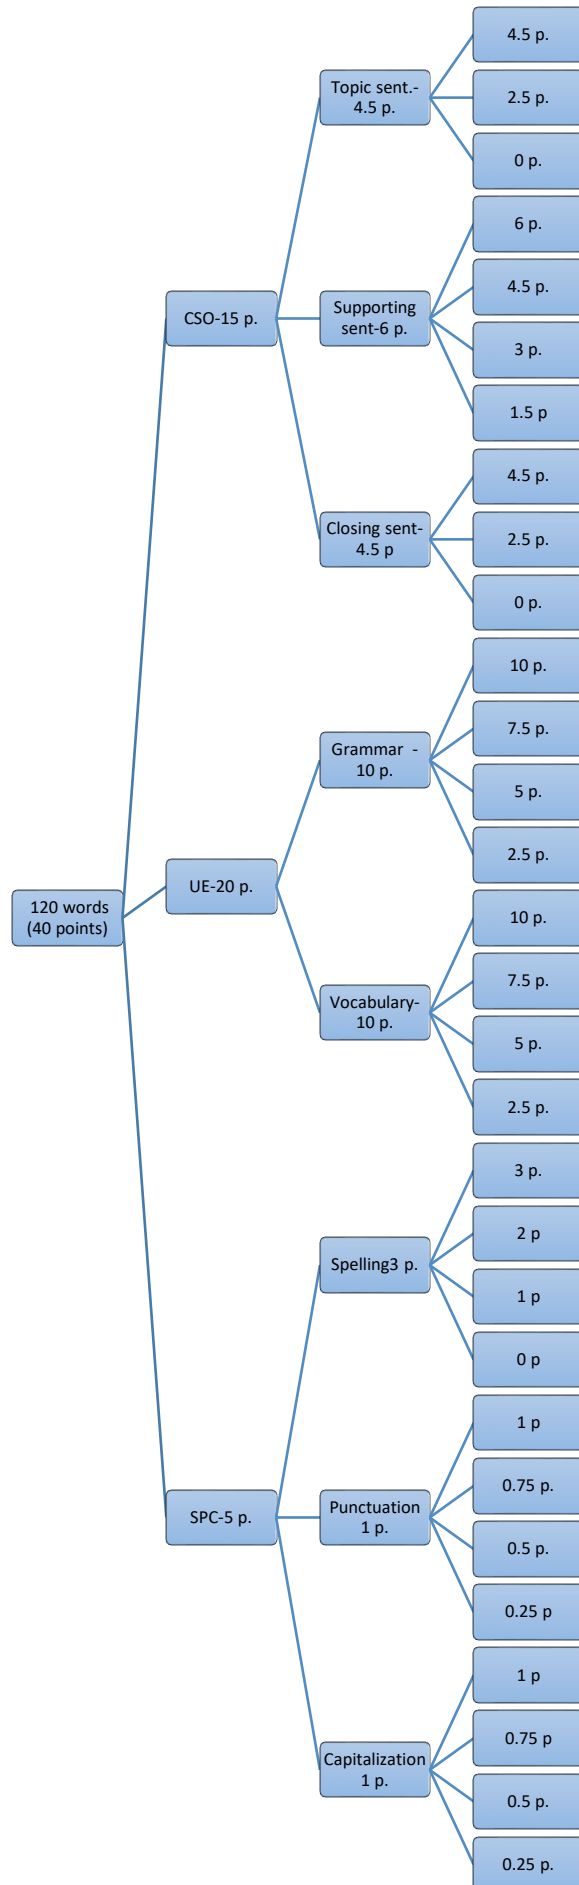 4.5 p.
Topic sent.-
4.5 p.
2.5 p.
0 p.
6 p.
4.5 p.
CSO-15 p.
Supporting
sent-6 p.
3 p.
1.5 p
4.5 p.
Closing sent-
4.5 p
2.5 p.
0 p.
10 p.
7.5 p.
Grammar  -
10 p.
5 p.
2.5 p.
UE-20 p.
120 words
(40 points)
10 p.
7.5 p.
Vocabulary-
10 p.
5 p.
2.5 p.
3 p.
2 p
Spelling3 p.
1 p
0 p
1 p
0.75 p.
SPC-5 p.
Punctuation
1 p.
0.5 p.
0.25 p
1 p
0.75 p
Capitalization
1 p.
0.5 p.
0.25 p.